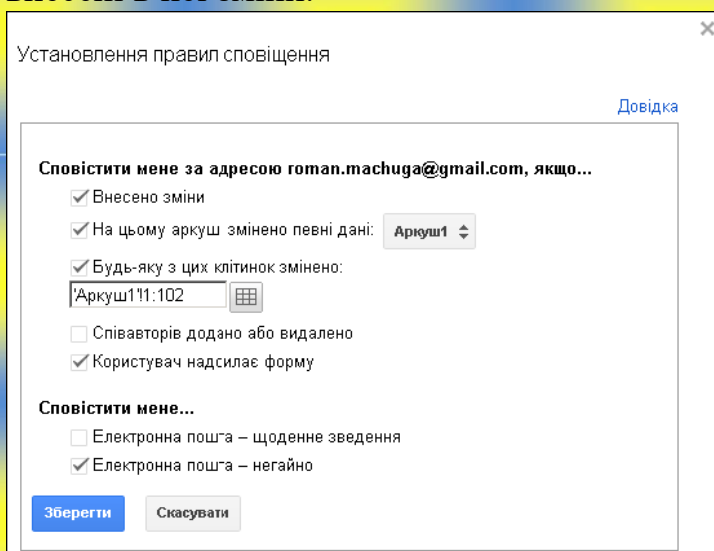 Установлення правил сповіщення
Довідка
Сповістити мене за адресою roman.machuga@gmail.com, якщо...
Внесено зміни
На цьому аркуш змінено певні дані: Аркуш1
Будь-яку з цих клітинок змінено:
'Аркуш1'!1:102
Співавторів додано або видалено
Користувач надсилає форму
Сповістити мене...
Електронна пошта – щоденне зведення
Електронна пошта – негайно
Зберегти Скасувати